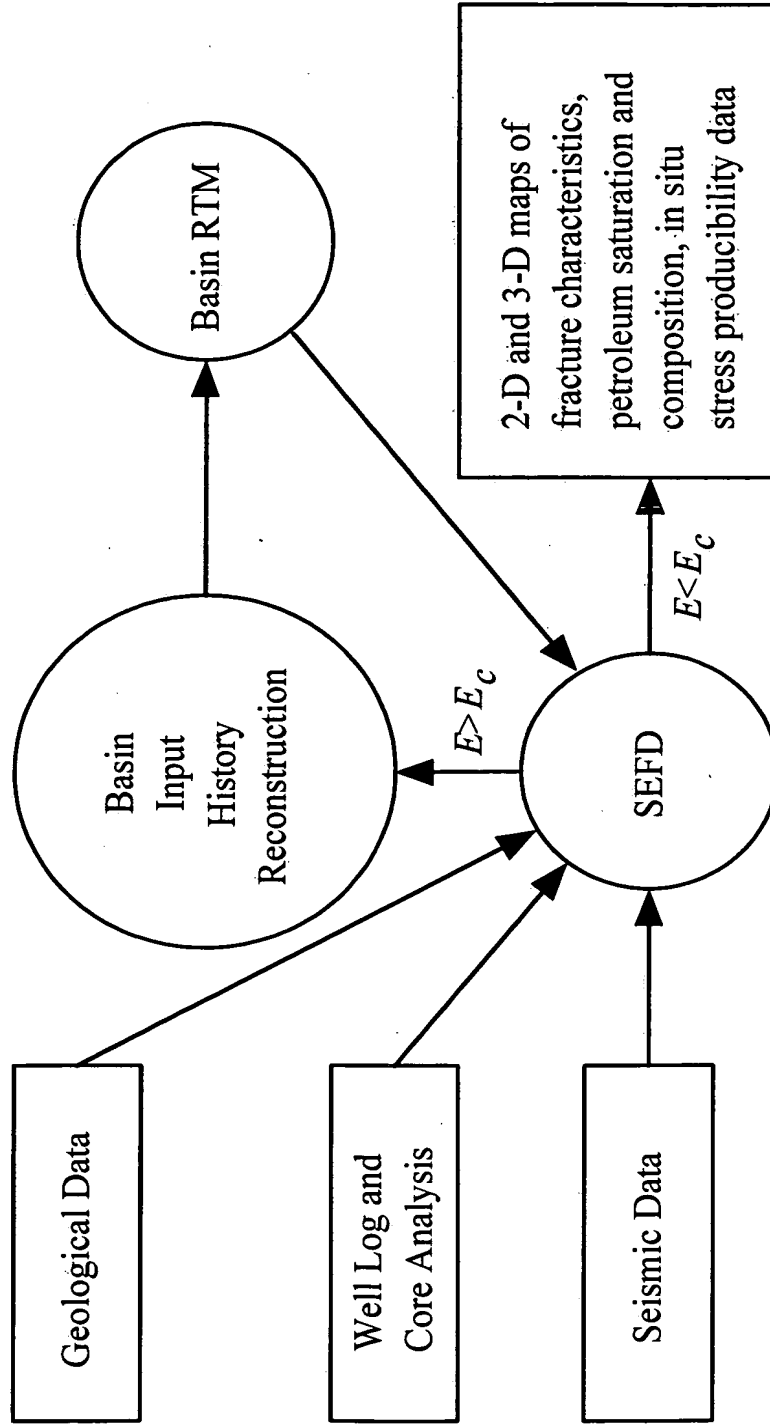 Geological Data
Well Log and
Core Analysis
Seismic Data
Basin
Input
History
Reconstruction
Basin RTM
E>E_c
SEFD
E<E_c
2-D and 3-D maps of
fracture characteristics,
petroleum saturation and
composition, in situ
stress producibility data